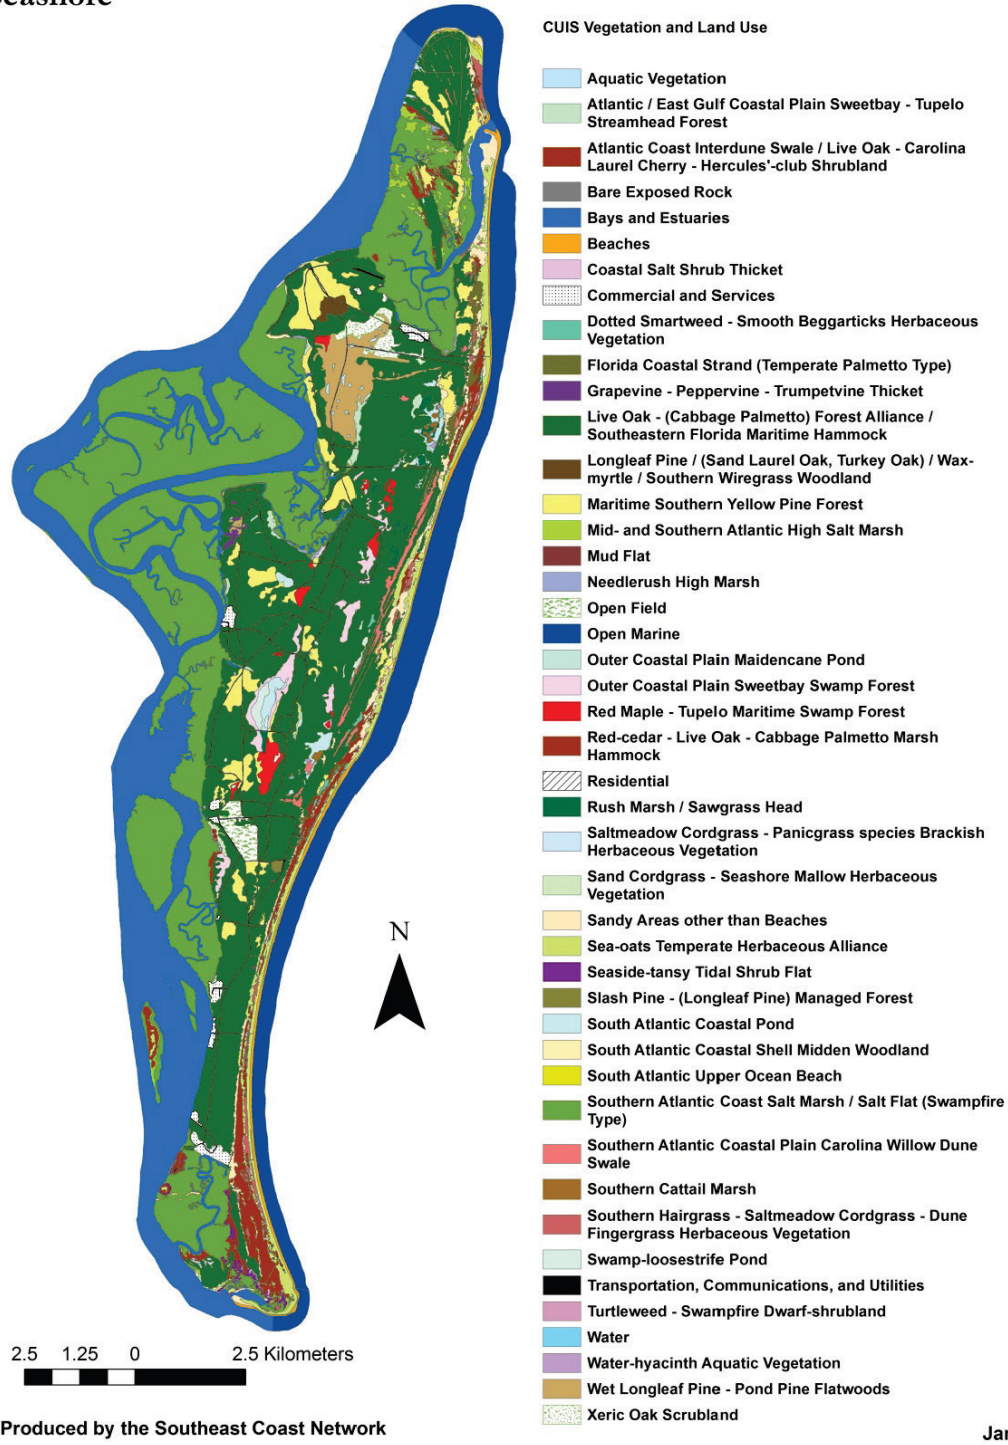 CUIS Vegetation and Land Use
Aquatic Vegetation
Atlantic / East Gulf Coastal Plain Sweetbay - Tupelo
Streamhead Forest
Atlantic Coast Interdune Swale / Live Oak - Carolina
Laurel Cherry - Hercules'-club Shrubland
Bare Exposed Rock
Bays and Estuaries
Beaches
Coastal Salt Shrub Thicket
Commercial and Services
Dotted Smartweed - Smooth Beggarticks Herbaceous
Vegetation
Florida Coastal Strand (Temperate Palmetto Type)
Grapevine - Peppervine - Trumpetvine Thicket
Live Oak - (Cabbage Palmetto) Forest Alliance /
Southeastern Florida Maritime Hammock
Longleaf Pine / (Sand Laurel Oak, Turkey Oak) / Wax-
myrtle / Southern Wiregrass Woodland
Maritime Southern Yellow Pine Forest
Mid- and Southern Atlantic High Salt Marsh
Mud Flat
Needlerush High Marsh
Open Field
Open Marine
Outer Coastal Plain Maidencane Pond
Outer Coastal Plain Sweetbay Swamp Forest
Red Maple - Tupelo Maritime Swamp Forest
Red-cedar - Live Oak - Cabbage Palmetto Marsh
Hammock
Residential
Rush Marsh / Sawgrass Head
Saltmeadow Cordgrass - Panicgrass species Brackish
Herbaceous Vegetation
Sand Cordgrass - Seashore Mallow Herbaceous
Vegetation
Sandy Areas other than Beaches
Sea-oats Temperate Herbaceous Alliance
Seaside-tansy Tidal Shrub Flat
Slash Pine - (Longleaf Pine) Managed Forest
South Atlantic Coastal Pond
South Atlantic Coastal Shell Midden Woodland
South Atlantic Upper Ocean Beach
Southern Atlantic Coast Salt Marsh / Salt Flat (Swampfire
Type)
Southern Atlantic Coastal Plain Carolina Willow Dune
Swale
Southern Cattail Marsh
Southern Hairgrass - Saltmeadow Cordgrass - Dune
Fingergrass Herbaceous Vegetation
Swamp-loosestrife Pond
Transportation, Communications, and Utilities
Turtleweed - Swampfire Dwarf-shrubland
Water
Water-hyacinth Aquatic Vegetation
Wet Longleaf Pine - Pond Pine Flatwoods
Xeric Oak Scrubland
N
2.5 1.25 0 2.5 Kilometers
Produced by the Southeast Coast Network